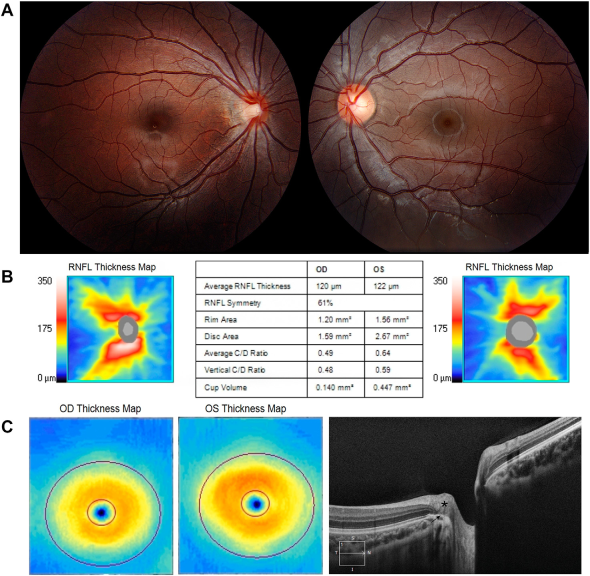 A
B
RNFL Thickness Map
350
175
0 µm
OD OS
Average RNFL Thickness 120 µm 122 µm
RNFL Symmetry 61%
Rim Area 1.20 mm² 1.56 mm²
Disc Area 1.59 mm² 2.67 mm²
Average C/D Ratio 0.49 0.64
Vertical C/D Ratio 0.48 0.59
Cup Volume 0.140 mm³ 0.447 mm³
RNFL Thickness Map
350
175
0 µm
C
OD Thickness Map
OS Thickness Map
*
S
T N
I